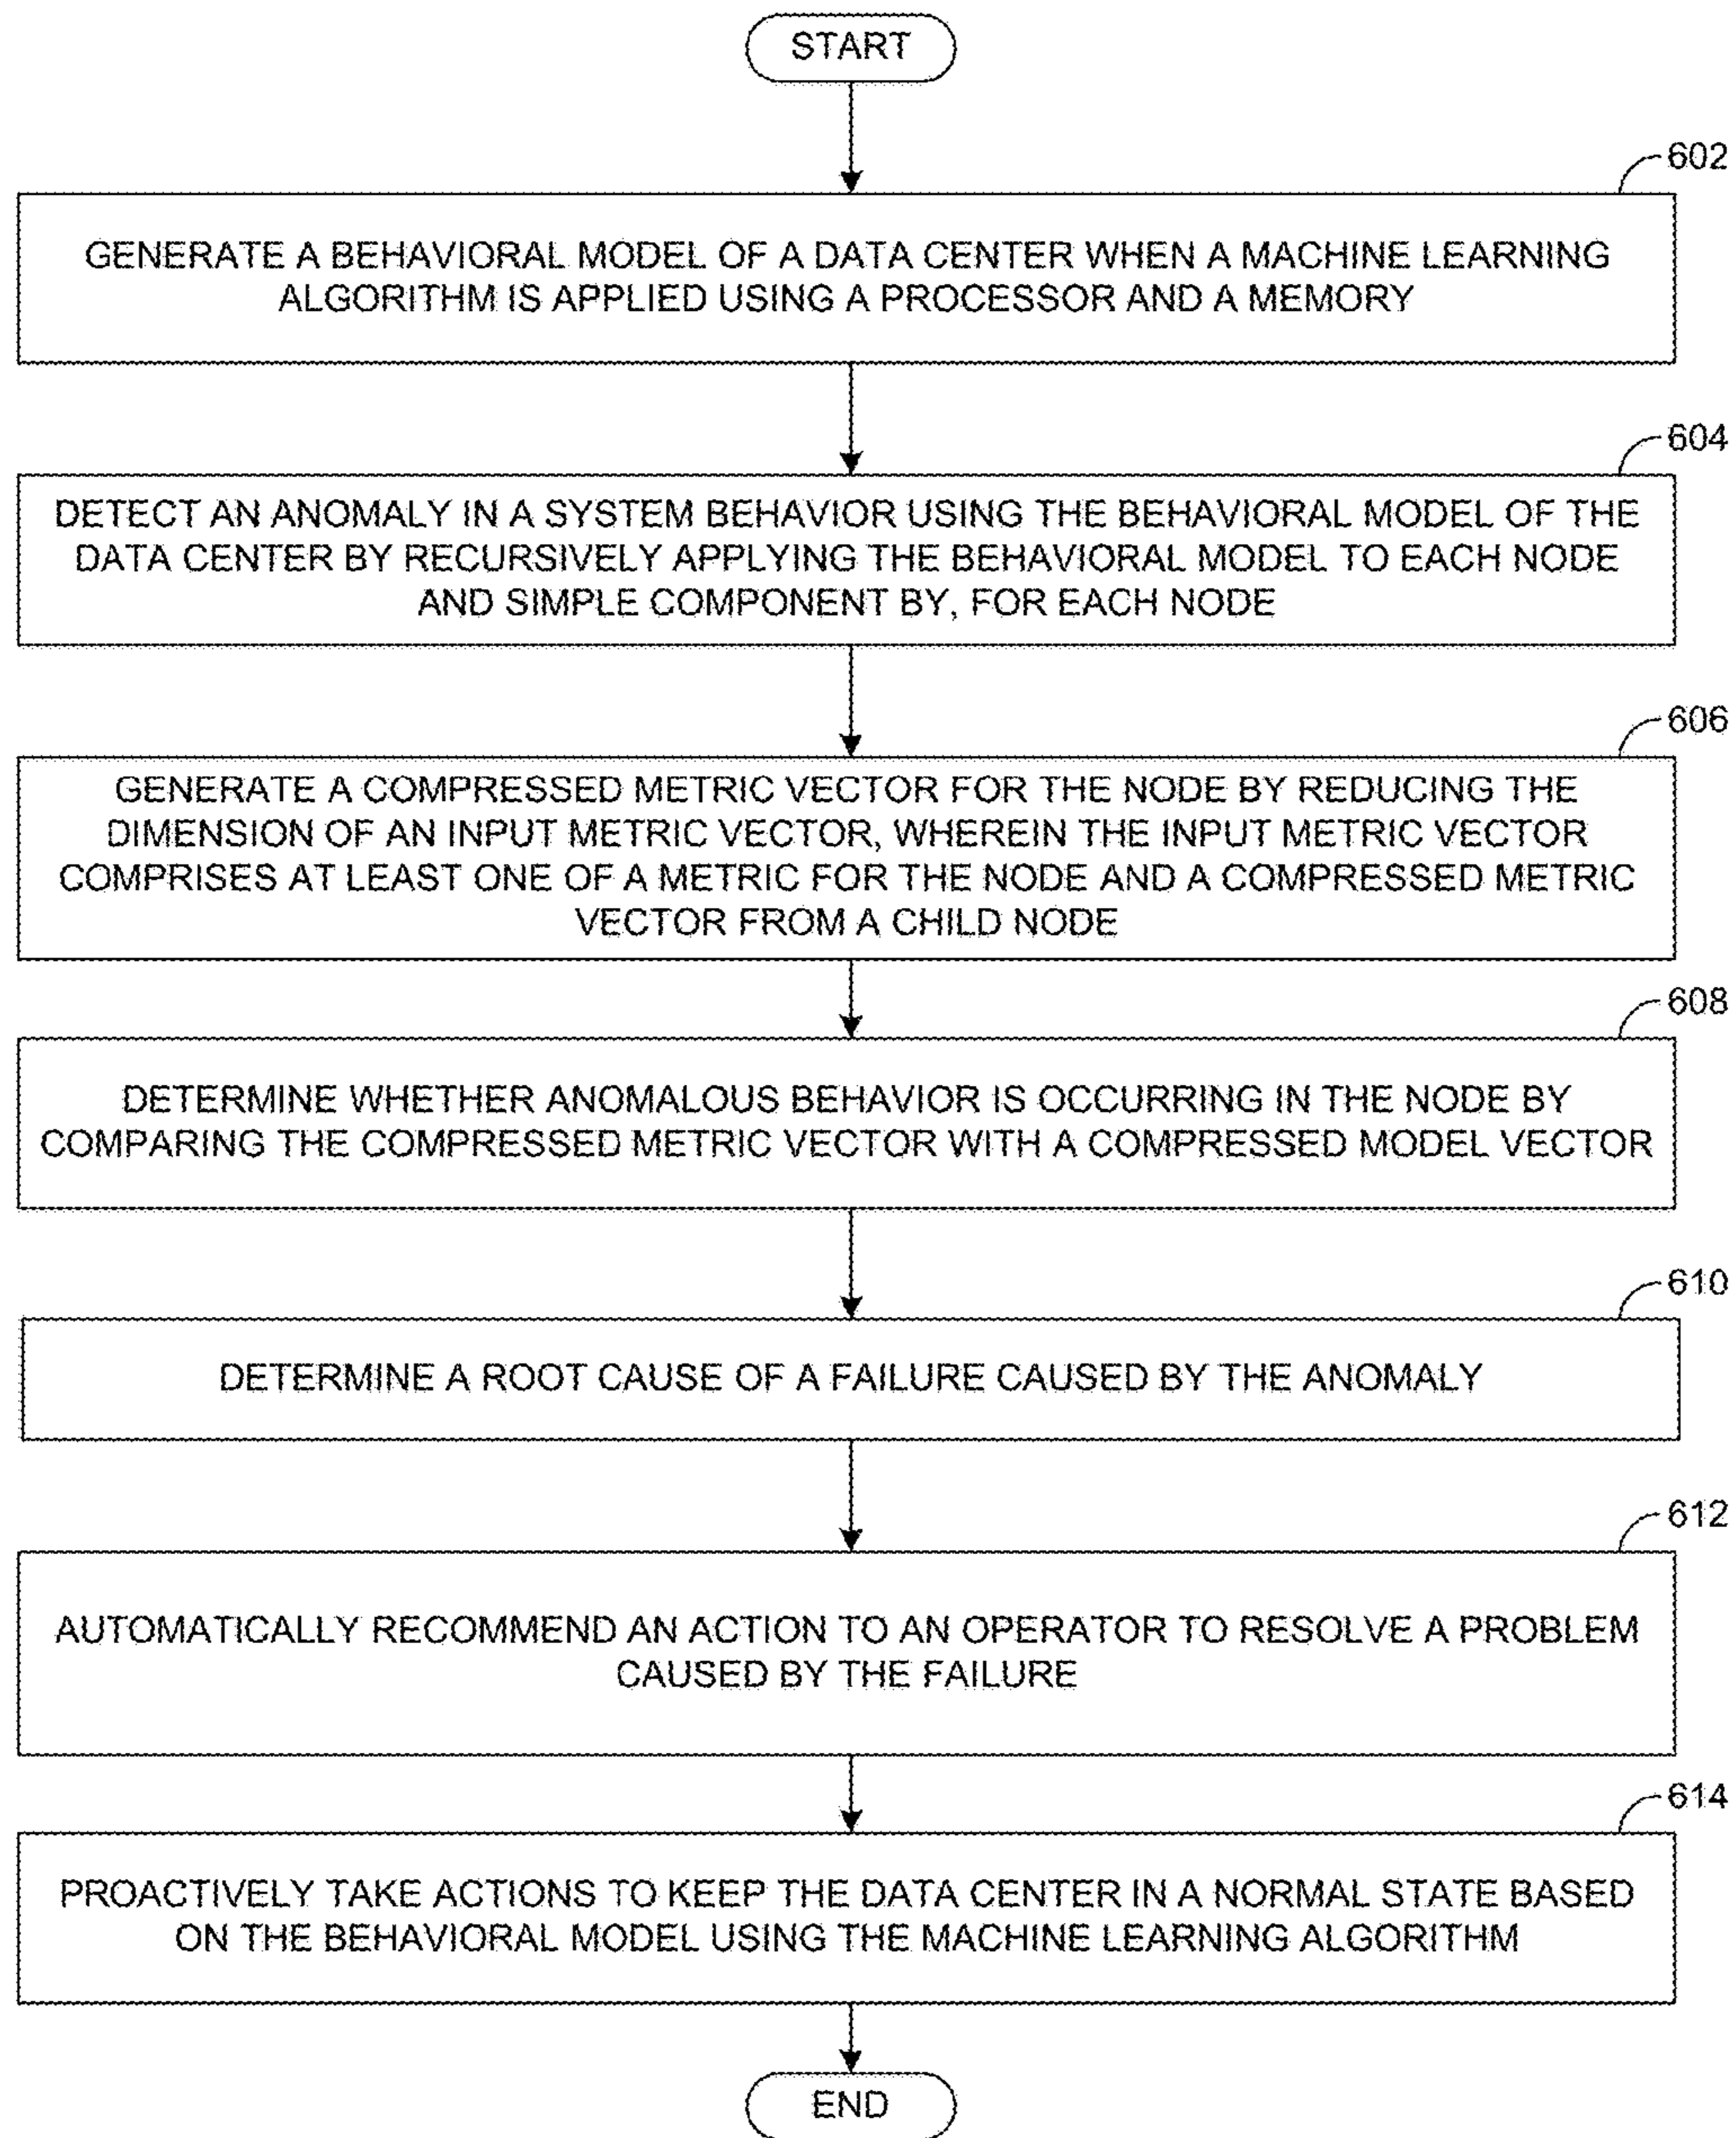 START
602
GENERATE A BEHAVIORAL MODEL OF A DATA CENTER WHEN A MACHINE LEARNING
ALGORITHM IS APPLIED USING A PROCESSOR AND A MEMORY
604
DETECT AN ANOMALY IN A SYSTEM BEHAVIOR USING THE BEHAVIORAL MODEL OF THE
DATA CENTER BY RECURSIVELY APPLYING THE BEHAVIORAL MODEL TO EACH NODE
AND SIMPLE COMPONENT BY, FOR EACH NODE
606
GENERATE A COMPRESSED METRIC VECTOR FOR THE NODE BY REDUCING THE
DIMENSION OF AN INPUT METRIC VECTOR, WHEREIN THE INPUT METRIC VECTOR
COMPRISES AT LEAST ONE OF A METRIC FOR THE NODE AND A COMPRESSED METRIC
VECTOR FROM A CHILD NODE
608
DETERMINE WHETHER ANOMALOUS BEHAVIOR IS OCCURRING IN THE NODE BY
COMPARING THE COMPRESSED METRIC VECTOR WITH A COMPRESSED MODEL VECTOR
610
DETERMINE A ROOT CAUSE OF A FAILURE CAUSED BY THE ANOMALY
612
AUTOMATICALLY RECOMMEND AN ACTION TO AN OPERATOR TO RESOLVE A PROBLEM
CAUSED BY THE FAILURE
614
PROACTIVELY TAKE ACTIONS TO KEEP THE DATA CENTER IN A NORMAL STATE BASED
ON THE BEHAVIORAL MODEL USING THE MACHINE LEARNING ALGORITHM
END